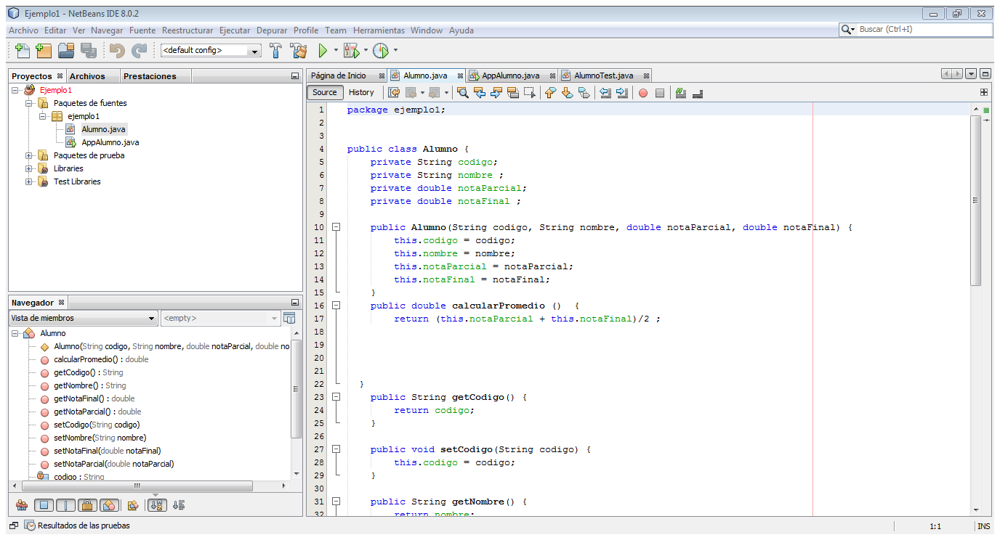 Ejemplo1 - NetBeans IDE 8.0.2
Archivo Editar Ver Navegar Fuente Reestructurar Ejecutar Depurar Profile Team Herramientas Window Ayuda
Buscar (Ctrl+I)
<default config>
Proyectos Archivos Prestaciones
Ejemplo1
Paquetes de fuentes
ejemplo1
Alumno.java
AppAlumno.java
Paquetes de prueba
Libraries
Test Libraries
Navegador
Vista de miembros <empty>
Alumno
Alumno(String codigo, String nombre, double notaParcial, double no
calcularPromedio() : double
getCodigo() : String
getNombre() : String
getNotaFinal() : double
getNotaParcial() : double
setCodigo(String codigo)
setNombre(String nombre)
setNotaFinal(double notaFinal)
setNotaParcial(double notaParcial)
codigo : String
Página de Inicio Alumno.java AppAlumno.java AlumnoTest.java
Source History
1 package ejemplo1;
2
3
4 public class Alumno {
5 private String codigo;
6 private String nombre ;
7 private double notaParcial;
8 private double notaFinal ;
9
10 public Alumno(String codigo, String nombre, double notaParcial, double notaFinal) {
11 this.codigo = codigo;
12 this.nombre = nombre;
13 this.notaParcial = notaParcial;
14 this.notaFinal = notaFinal;
15 }
16 public double calcularPromedio () {
17 return (this.notaParcial + this.notaFinal)/2 ;
18
19
20
21
22 }
23 public String getCodigo() {
24 return codigo;
25 }
26
27 public void setCodigo(String codigo) {
28 this.codigo = codigo;
29 }
30
31 public String getNombre() {
32 return nombre;
Resultados de las pruebas
1:1 INS